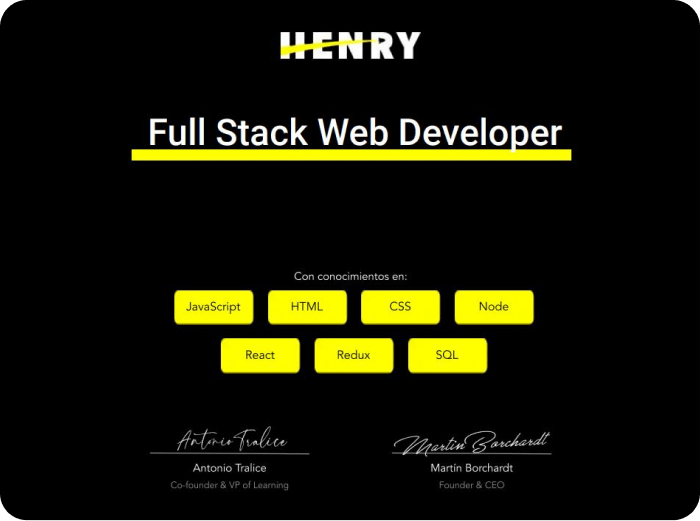 HENRY
Full Stack Web Developer
Con conocimientos en:
JavaScript HTML CSS Node
React Redux SQL
Antonio Tralice Martin Borchardt
Antonio Tralice Martín Borchardt
Co-founder & VP of Learning Founder & CEO